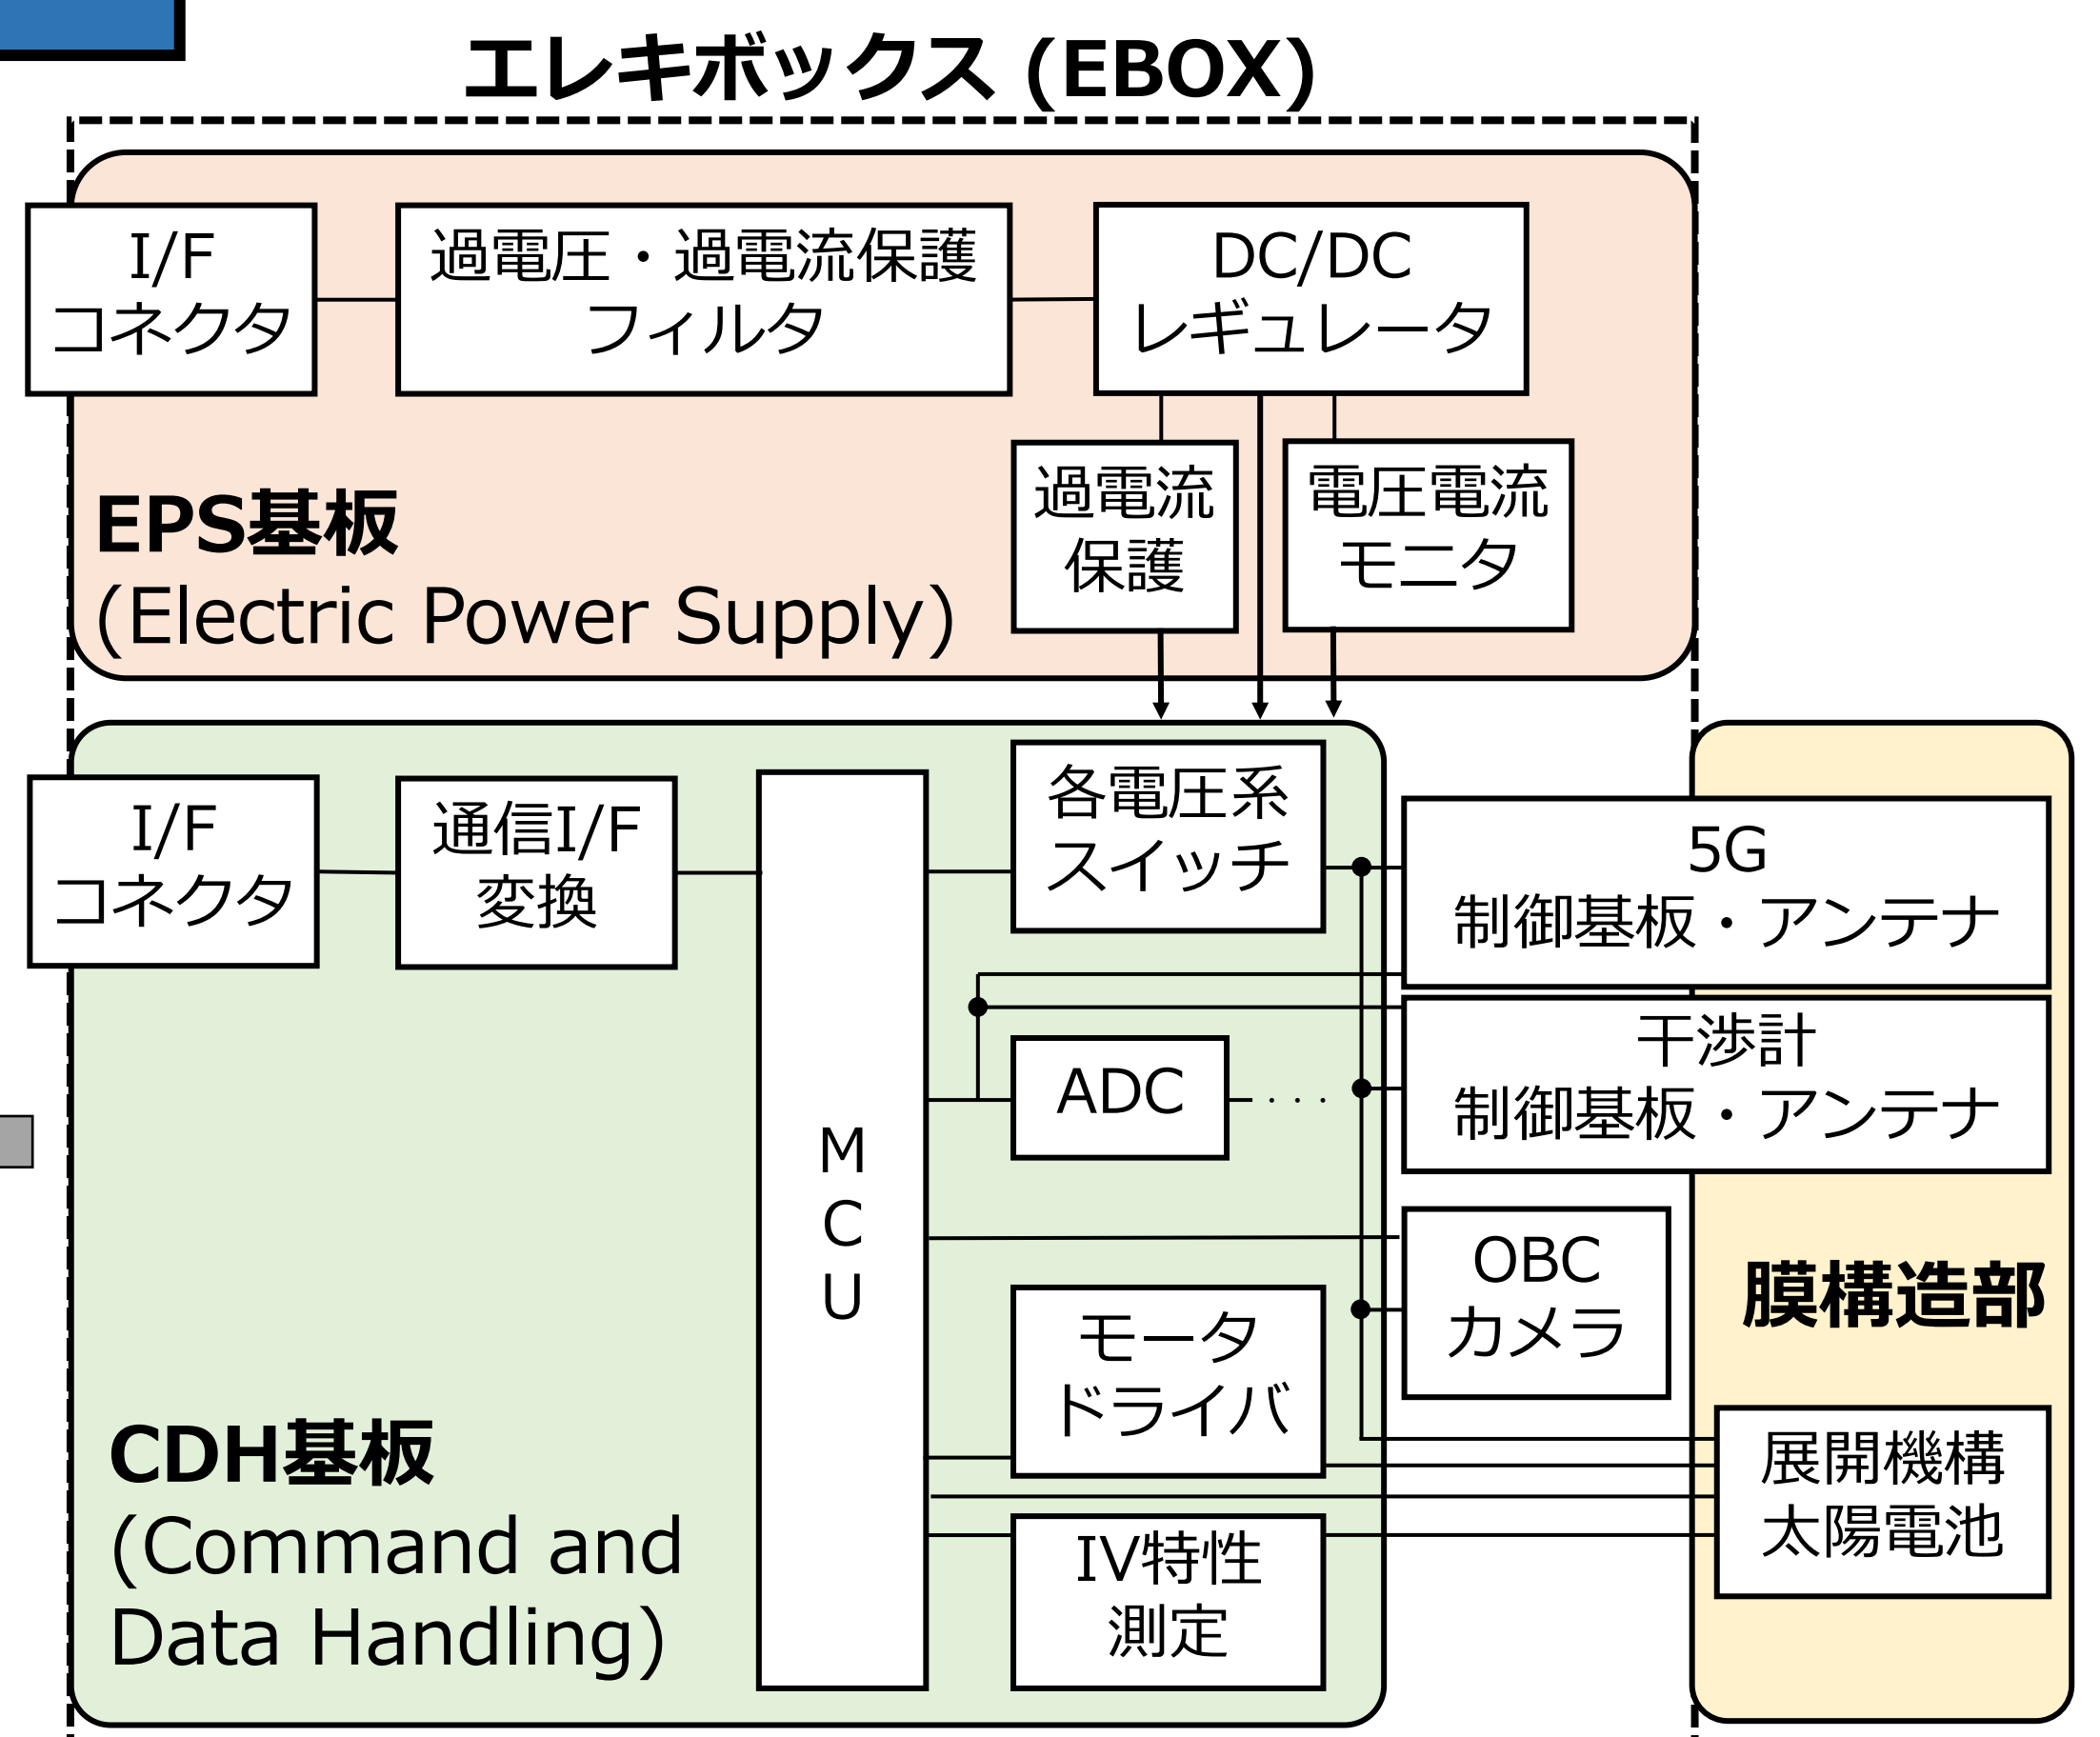 エレキボックス (EBOX)
I/F
コネクタ
過電圧・過電流保護
フィルタ
DC/DC
レギュレータ
過電流
保護
電圧電流
モニタ
EPS基板
(Electric Power Supply)
I/F
コネクタ
通信I/F
変換
M
C
U
各電圧系
スイッチ
5G
制御基板・アンテナ
干渉計
制御基板・アンテナ
ADC
・・・
OBC
カメラ
モータ
ドライバ
膜構造部
展開機構
太陽電池
IV特性
測定
CDH基板
(Command and
Data Handling)